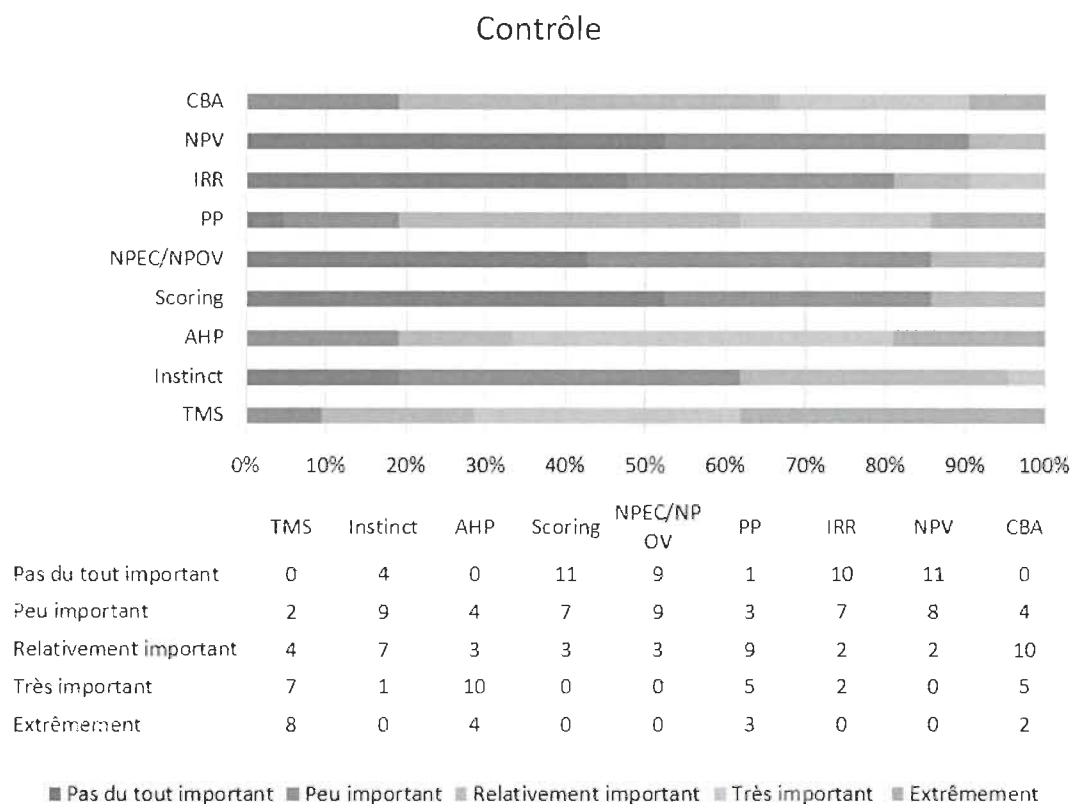 Contrôle
CBA
NPV
IRR
PP
NPEC/NPOV
Scoring
AHP
Instinct
TMS
0% 10% 20% 30% 40% 50% 60% 70% 80% 90% 100%
TMS Instinct AHP Scoring NPEC/NP OV PP IRR NPV CBA
Pas du tout important 0 4 0 11 9 1 10 11 0
Peu important 2 9 4 7 9 3 7 8 4
Relativement important 4 7 3 3 3 9 2 2 10
Très important 7 1 10 0 0 5 2 0 5
Extrêmement 8 0 4 0 0 3 0 0 2
Pas du tout important Peu important Relativement important Très important Extrêmement